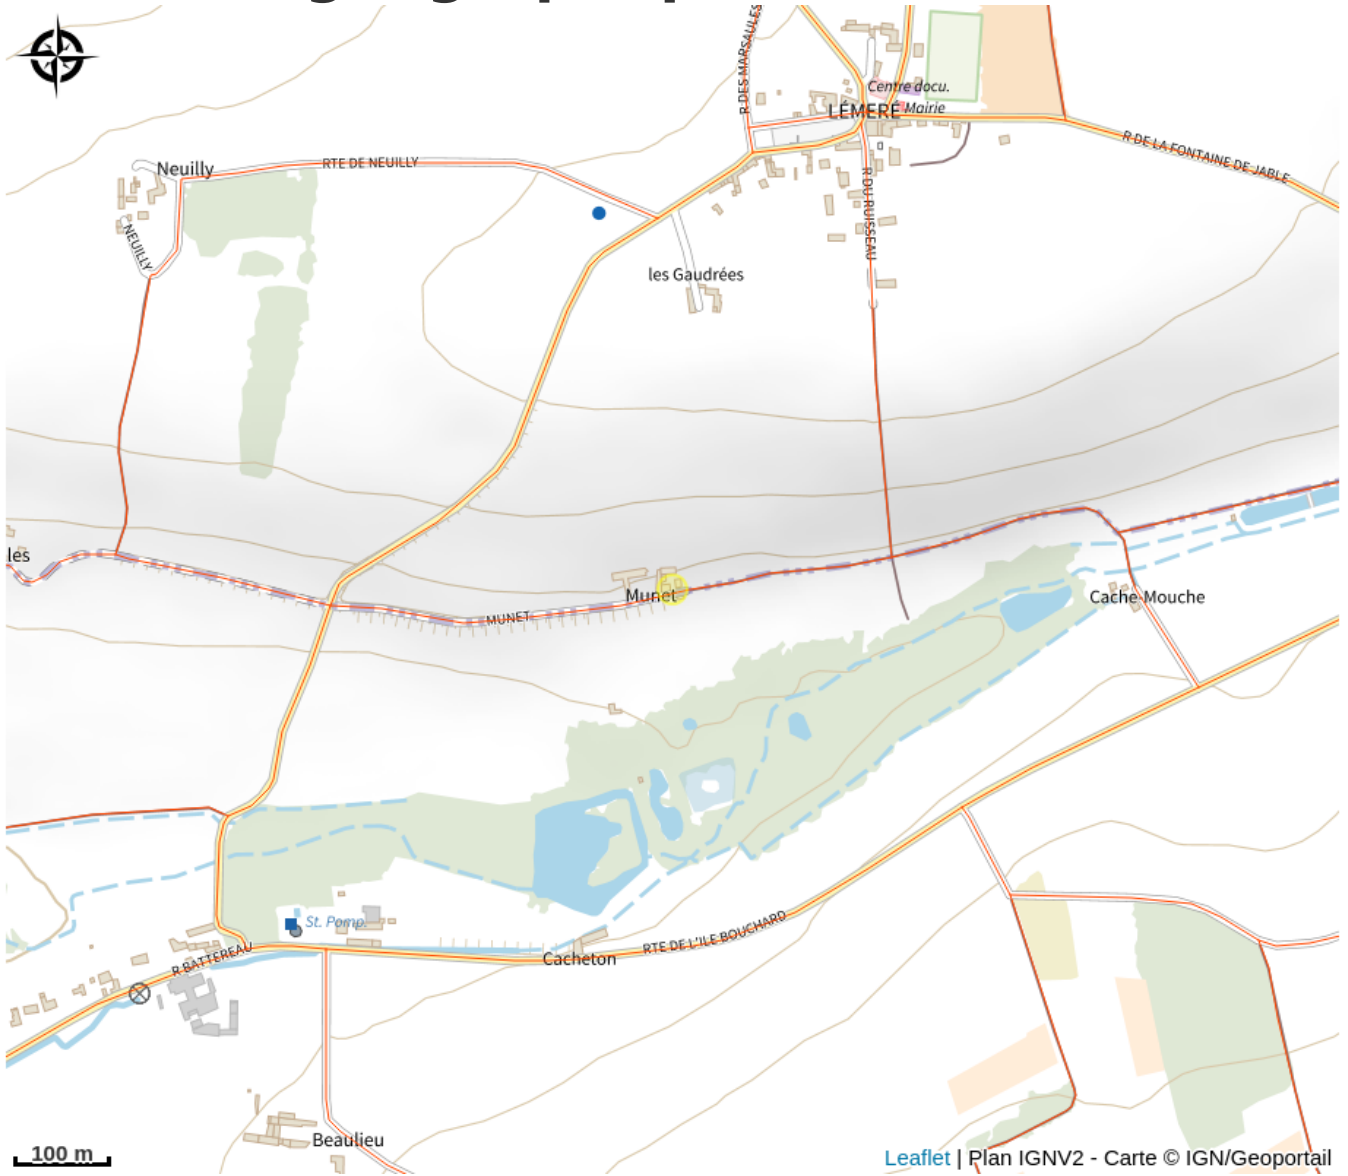 R DES MARSAULES
Centre docu.
LÉMERÉ
Mairie
R DE LA FONTAINE DE JABLE
Neuilly
RTE DE NEUILLY
NEUILLY
R DU RUISSEAU
les Gaudrées
les
Munet
MUNET
Cache-Mouche
St. Pomp.
R BATTEREAU
Cacheton
RTE DE L'ILE BOUCHARD
Beaulieu
100 m
Leaflet | Plan IGNV2 - Carte © IGN/Geoportail